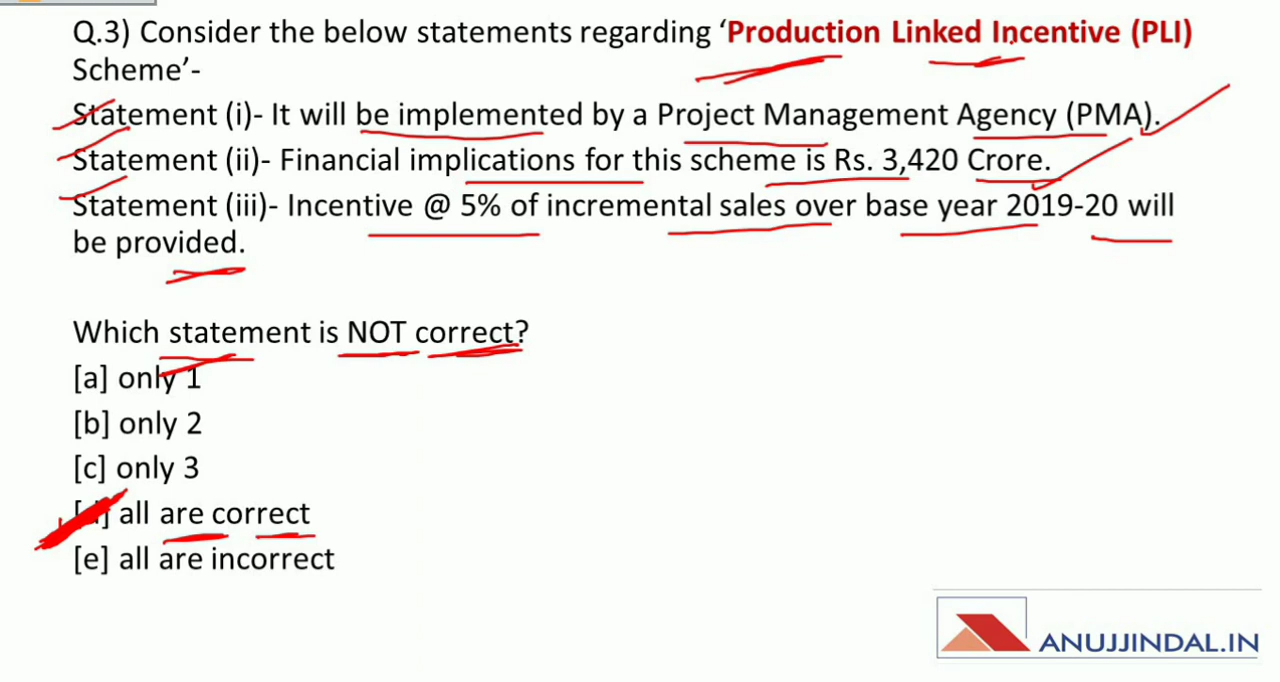 Q.3) Consider the below statements regarding ‘Production Linked Incentive (PLI)
Scheme’-
Statement (i)- It will be implemented by a Project Management Agency (PMA).
Statement (ii)- Financial implications for this scheme is Rs. 3,420 Crore.
Statement (iii)- Incentive @ 5% of incremental sales over base year 2019-20 will
be provided.
Which statement is NOT correct?
[a] only 1
[b] only 2
[c] only 3
[d] all are correct
[e] all are incorrect
ANUJJINDAL.IN